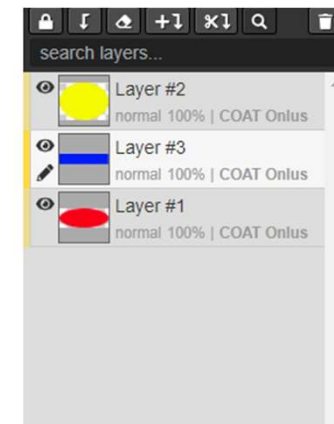 search layers...
Layer #2
normal 100% | COAT Onlus
Layer #3
normal 100% | COAT Onlus
Layer #1
normal 100% | COAT Onlus